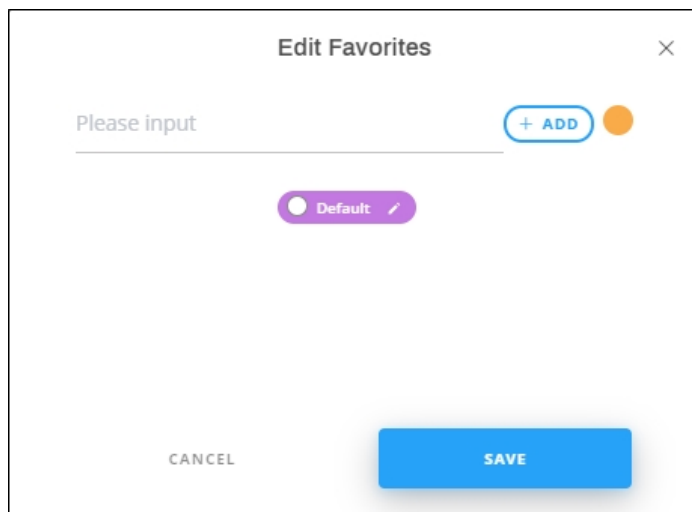 Edit Favorites
Please input
+ ADD
Default
CANCEL
SAVE